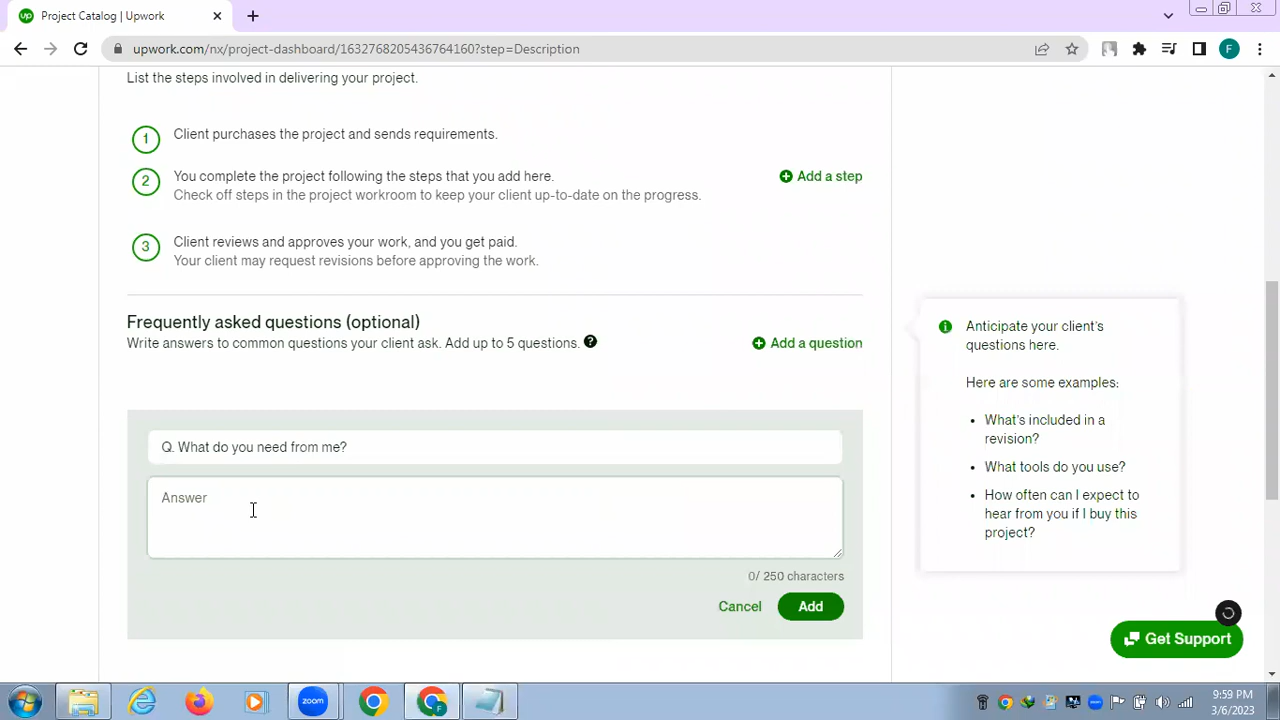 up Project Catalog | Upwork
upwork.com/nx/project-dashboard/1632768205436764160?step=Description
F
List the steps involved in delivering your project.
1 Client purchases the project and sends requirements.
2 You complete the project following the steps that you add here.
Add a step
Check off steps in the project workroom to keep your client up-to-date on the progress.
3 Client reviews and approves your work, and you get paid.
Your client may request revisions before approving the work.
Frequently asked questions (optional)
Write answers to common questions your client ask. Add up to 5 questions. ?
Add a question
Q. What do you need from me?
Answer
0/ 250 characters
Cancel
Add
Anticipate your client's
questions here.
Here are some examples:
• What's included in a
revision?
• What tools do you use?
• How often can I expect to
hear from you if I buy this
project?
Get Support
zoom
F
9:59 PM
3/6/2023